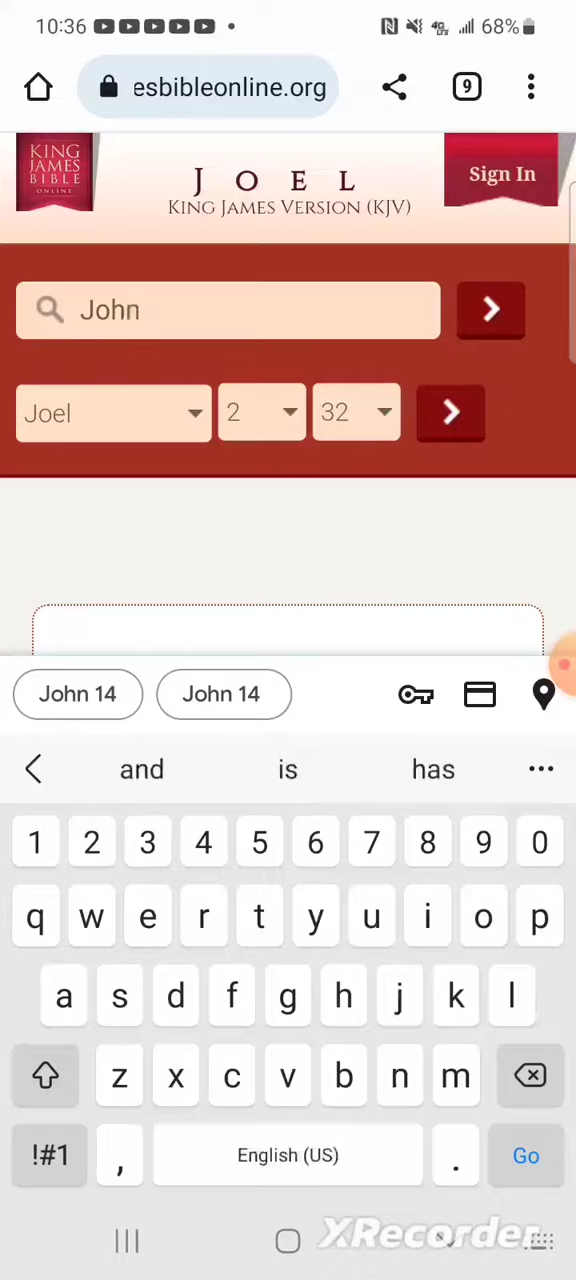 10:36 68%
esbibleonline.org 9
KING
JAMES
BIBLE
ONLINE
JOEL
KING JAMES VERSION (KJV)
Sign In
John
Joel 2 32
John 14 John 14
and is has ...
1 2 3 4 5 6 7 8 9 0
q w e r t y u i o p
a s d f g h j k l
z x c v b n m
!#1 , English (US) . Go
XRecorder